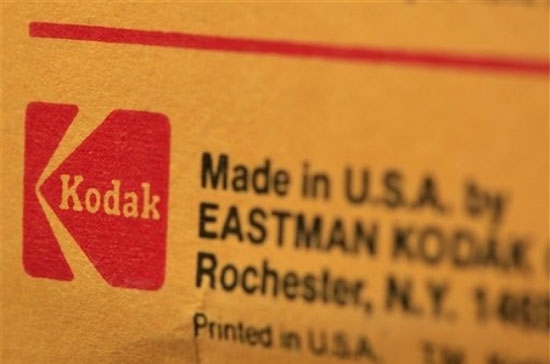 Kodak
Made in U.S.A. by
EASTMAN KODAK
Rochester, N.Y.
Printed in U.S.A.